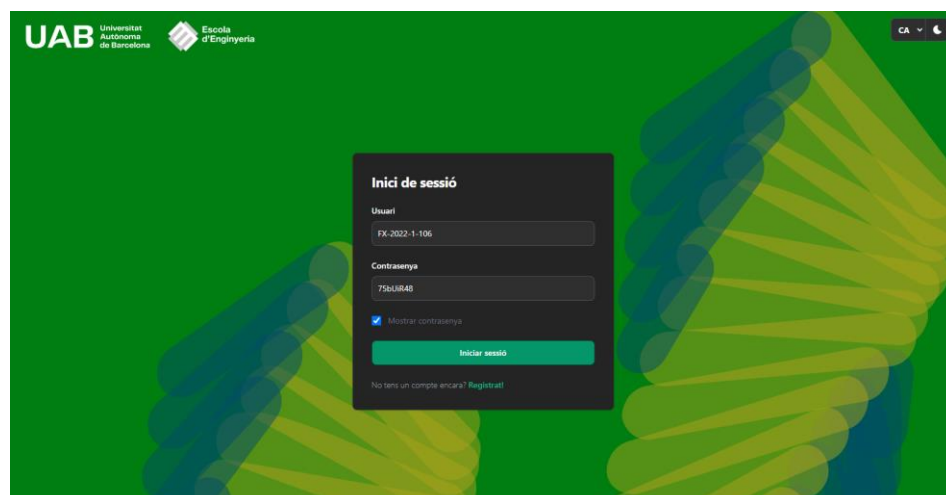 UAB
Universitat
Autònoma
de Barcelona
Escola
d'Enginyeria
CA
Inici de sessió
Usuari
FX-2022-1-106
Contrasenya
75bUiR48
Mostrar contrasenya
Iniciar sessió
No tens un compte encara? Registrat!